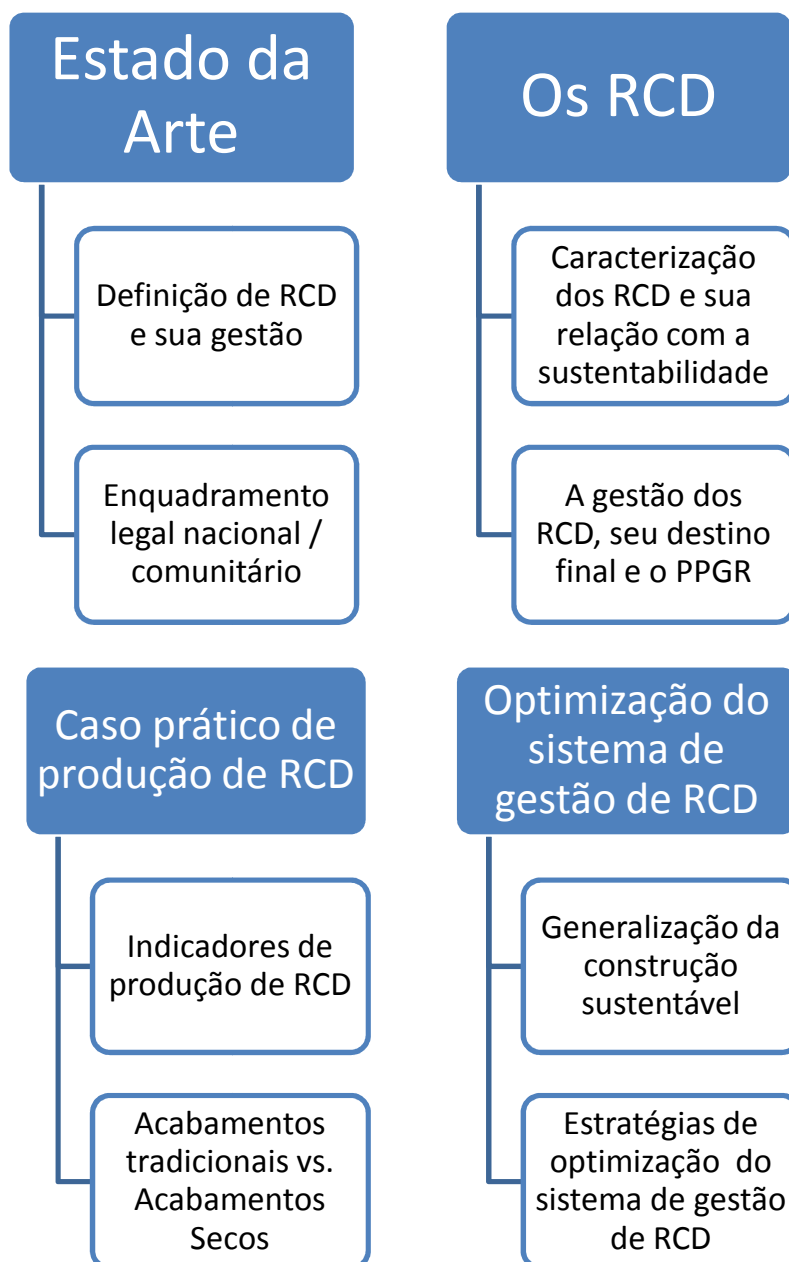 Estado da
Arte
Definição de RCD
e sua gestão
Enquadramento
legal nacional /
comunitário
Os RCD
Caracterização
dos RCD e sua
relação com a
sustentabilidade
A gestão dos
RCD, seu destino
final e o PPGR
Caso prático de
produção de RCD
Indicadores de
produção de RCD
Acabamentos
tradicionais vs.
Acabamentos
Secos
Optimização do
sistema de
gestão de RCD
Generalização da
construção
sustentável
Estratégias de
optimização do
sistema de gestão
de RCD